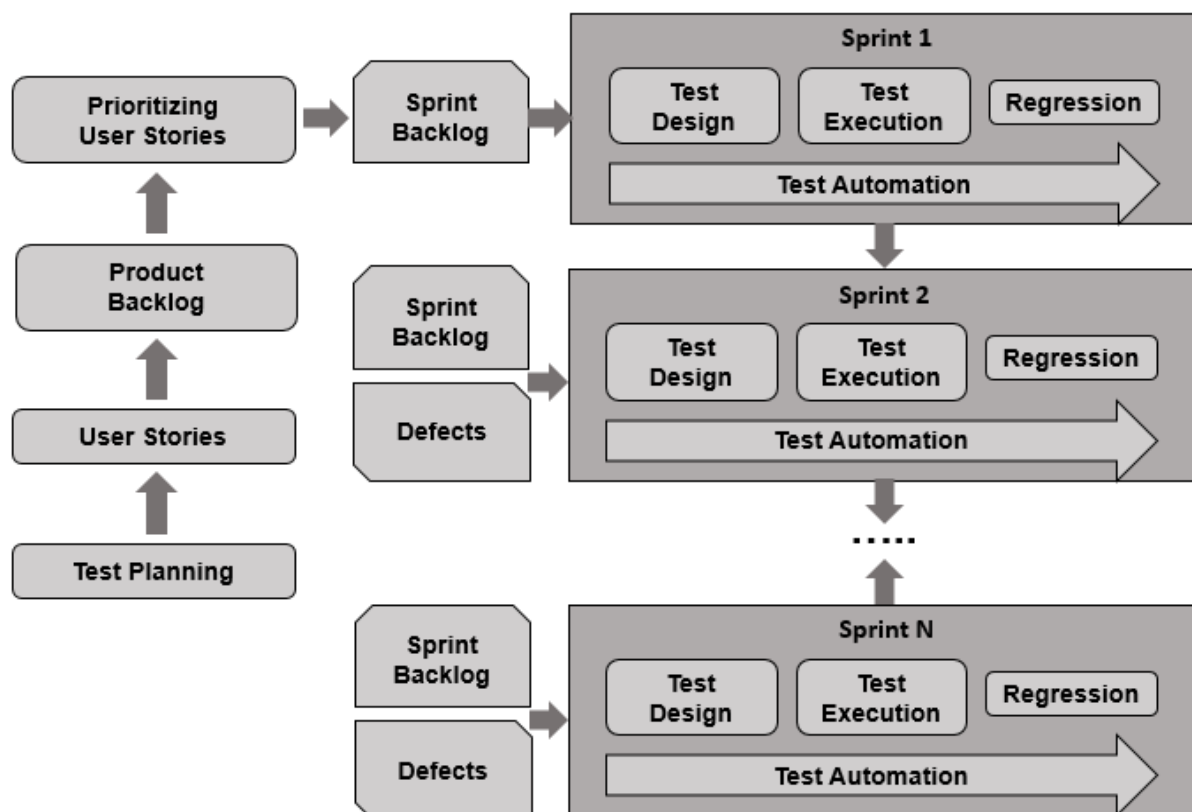 Prioritizing
User Stories
Product
Backlog
User Stories
Test Planning
Sprint
Backlog
Sprint 1
Test
Design
Test
Execution
Regression
Test Automation
Sprint
Backlog
Defects
Sprint 2
Test
Design
Test
Execution
Regression
Test Automation
.....
Sprint
Backlog
Defects
Sprint N
Test
Design
Test
Execution
Regression
Test Automation